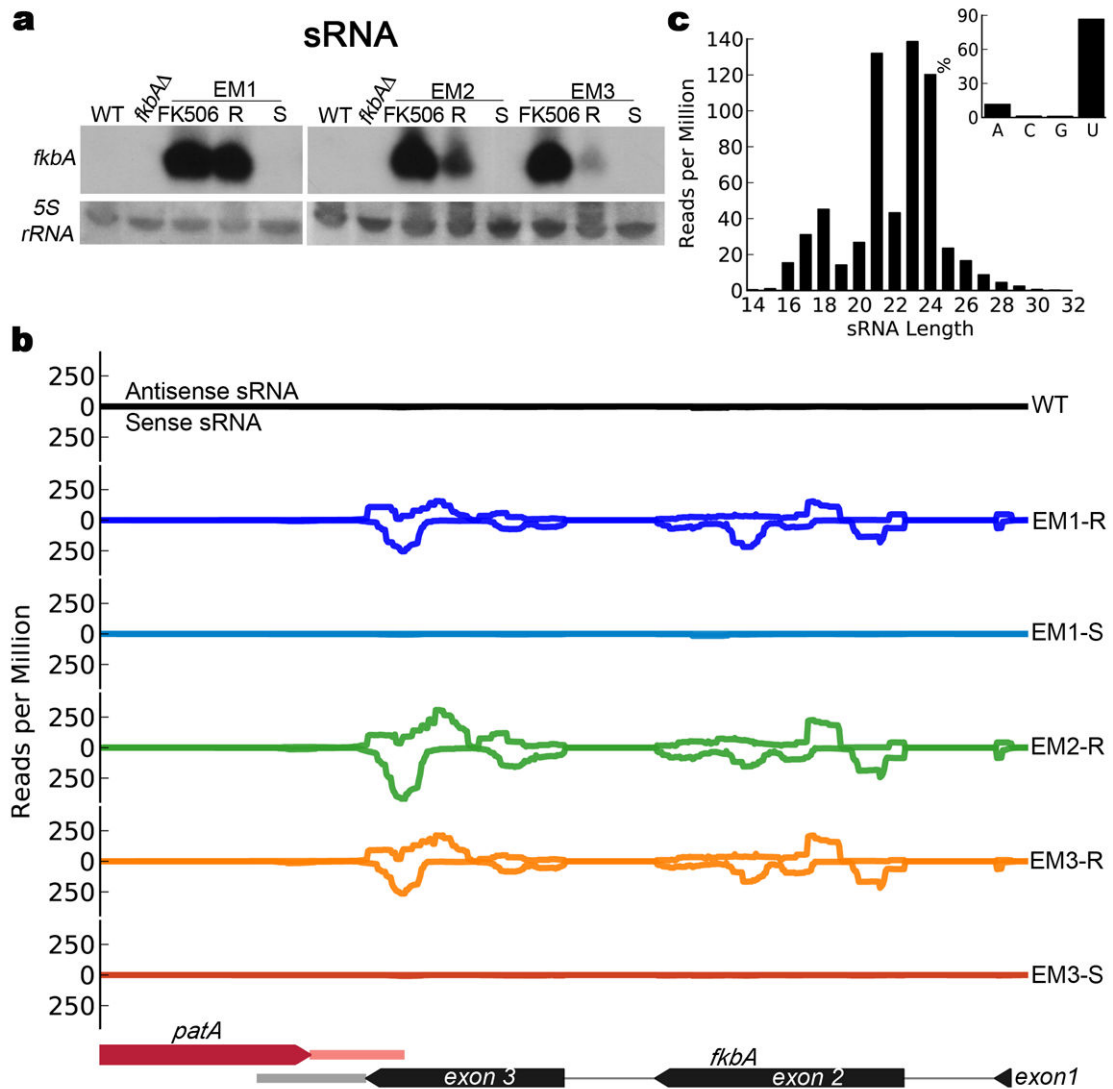 a
sRNA
WT fkbAΔ EM1 FK506 R S
WT fkbAΔ EM2 FK506 R S EM3 FK506 R S
fkbA
5S
rRNA
c
Reads per Million
140
120
100
80
60
40
20
0
14 16 18 20 22 24 26 28 30 32
sRNA Length
%
90
60
30
0
A C G U
b
Reads per Million
250
0
250
Antisense sRNA
Sense sRNA
WT
250
0
250
EM1-R
250
0
250
EM1-S
250
0
250
EM2-R
250
0
250
EM3-R
250
0
250
EM3-S
patA
fkbA
exon 3
exon 2
exon1